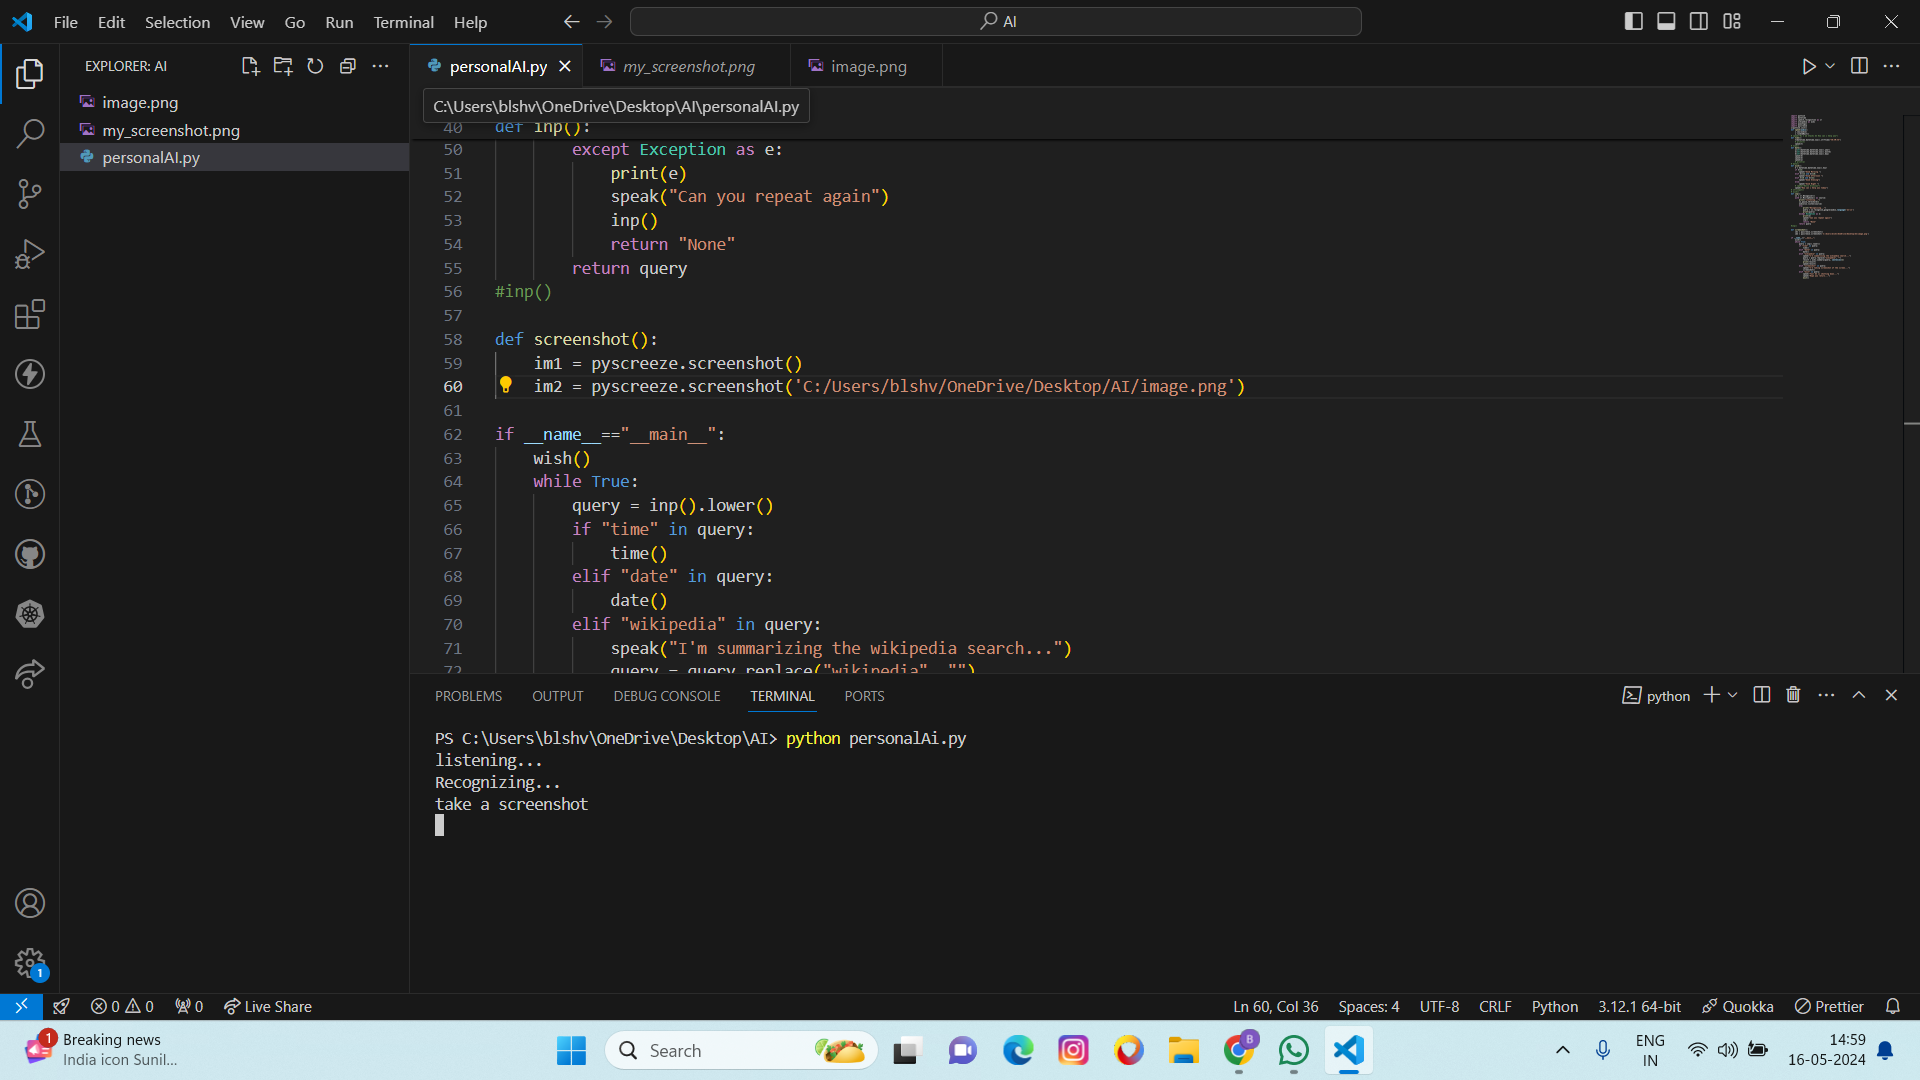 File Edit Selection View Go Run Terminal Help
AI
EXPLORER: AI
image.png
my_screenshot.png
personalAI.py
personalAI.py
my_screenshot.png
image.png
C:\Users\blshv\OneDrive\Desktop\AI\personalAI.py
40 def inp():
50 except Exception as e:
51 print(e)
52 speak("Can you repeat again")
53 inp()
54 return "None"
55 return query
56 #inp()
57
58 def screenshot():
59 im1 = pyscreeze.screenshot()
60 im2 = pyscreeze.screenshot('C:/Users/blshv/OneDrive/Desktop/AI/image.png')
61
62 if __name__=="__main__":
63 wish()
64 while True:
65 query = inp().lower()
66 if "time" in query:
67 time()
68 elif "date" in query:
69 date()
70 elif "wikipedia" in query:
71 speak("I'm summarizing the wikipedia search...")
72 query = query.replace("wikipedia", "")
PROBLEMS OUTPUT DEBUG CONSOLE TERMINAL PORTS
python
PS C:\Users\blshv\OneDrive\Desktop\AI> python personalAi.py
listening...
Recognizing...
take a screenshot
1
0 0 0 Live Share
Ln 60, Col 36 Spaces: 4 UTF-8 CRLF Python 3.12.1 64-bit Quokka Prettier
1
Breaking news
India icon Sunil...
Search
B
ENG
IN
14:59
16-05-2024